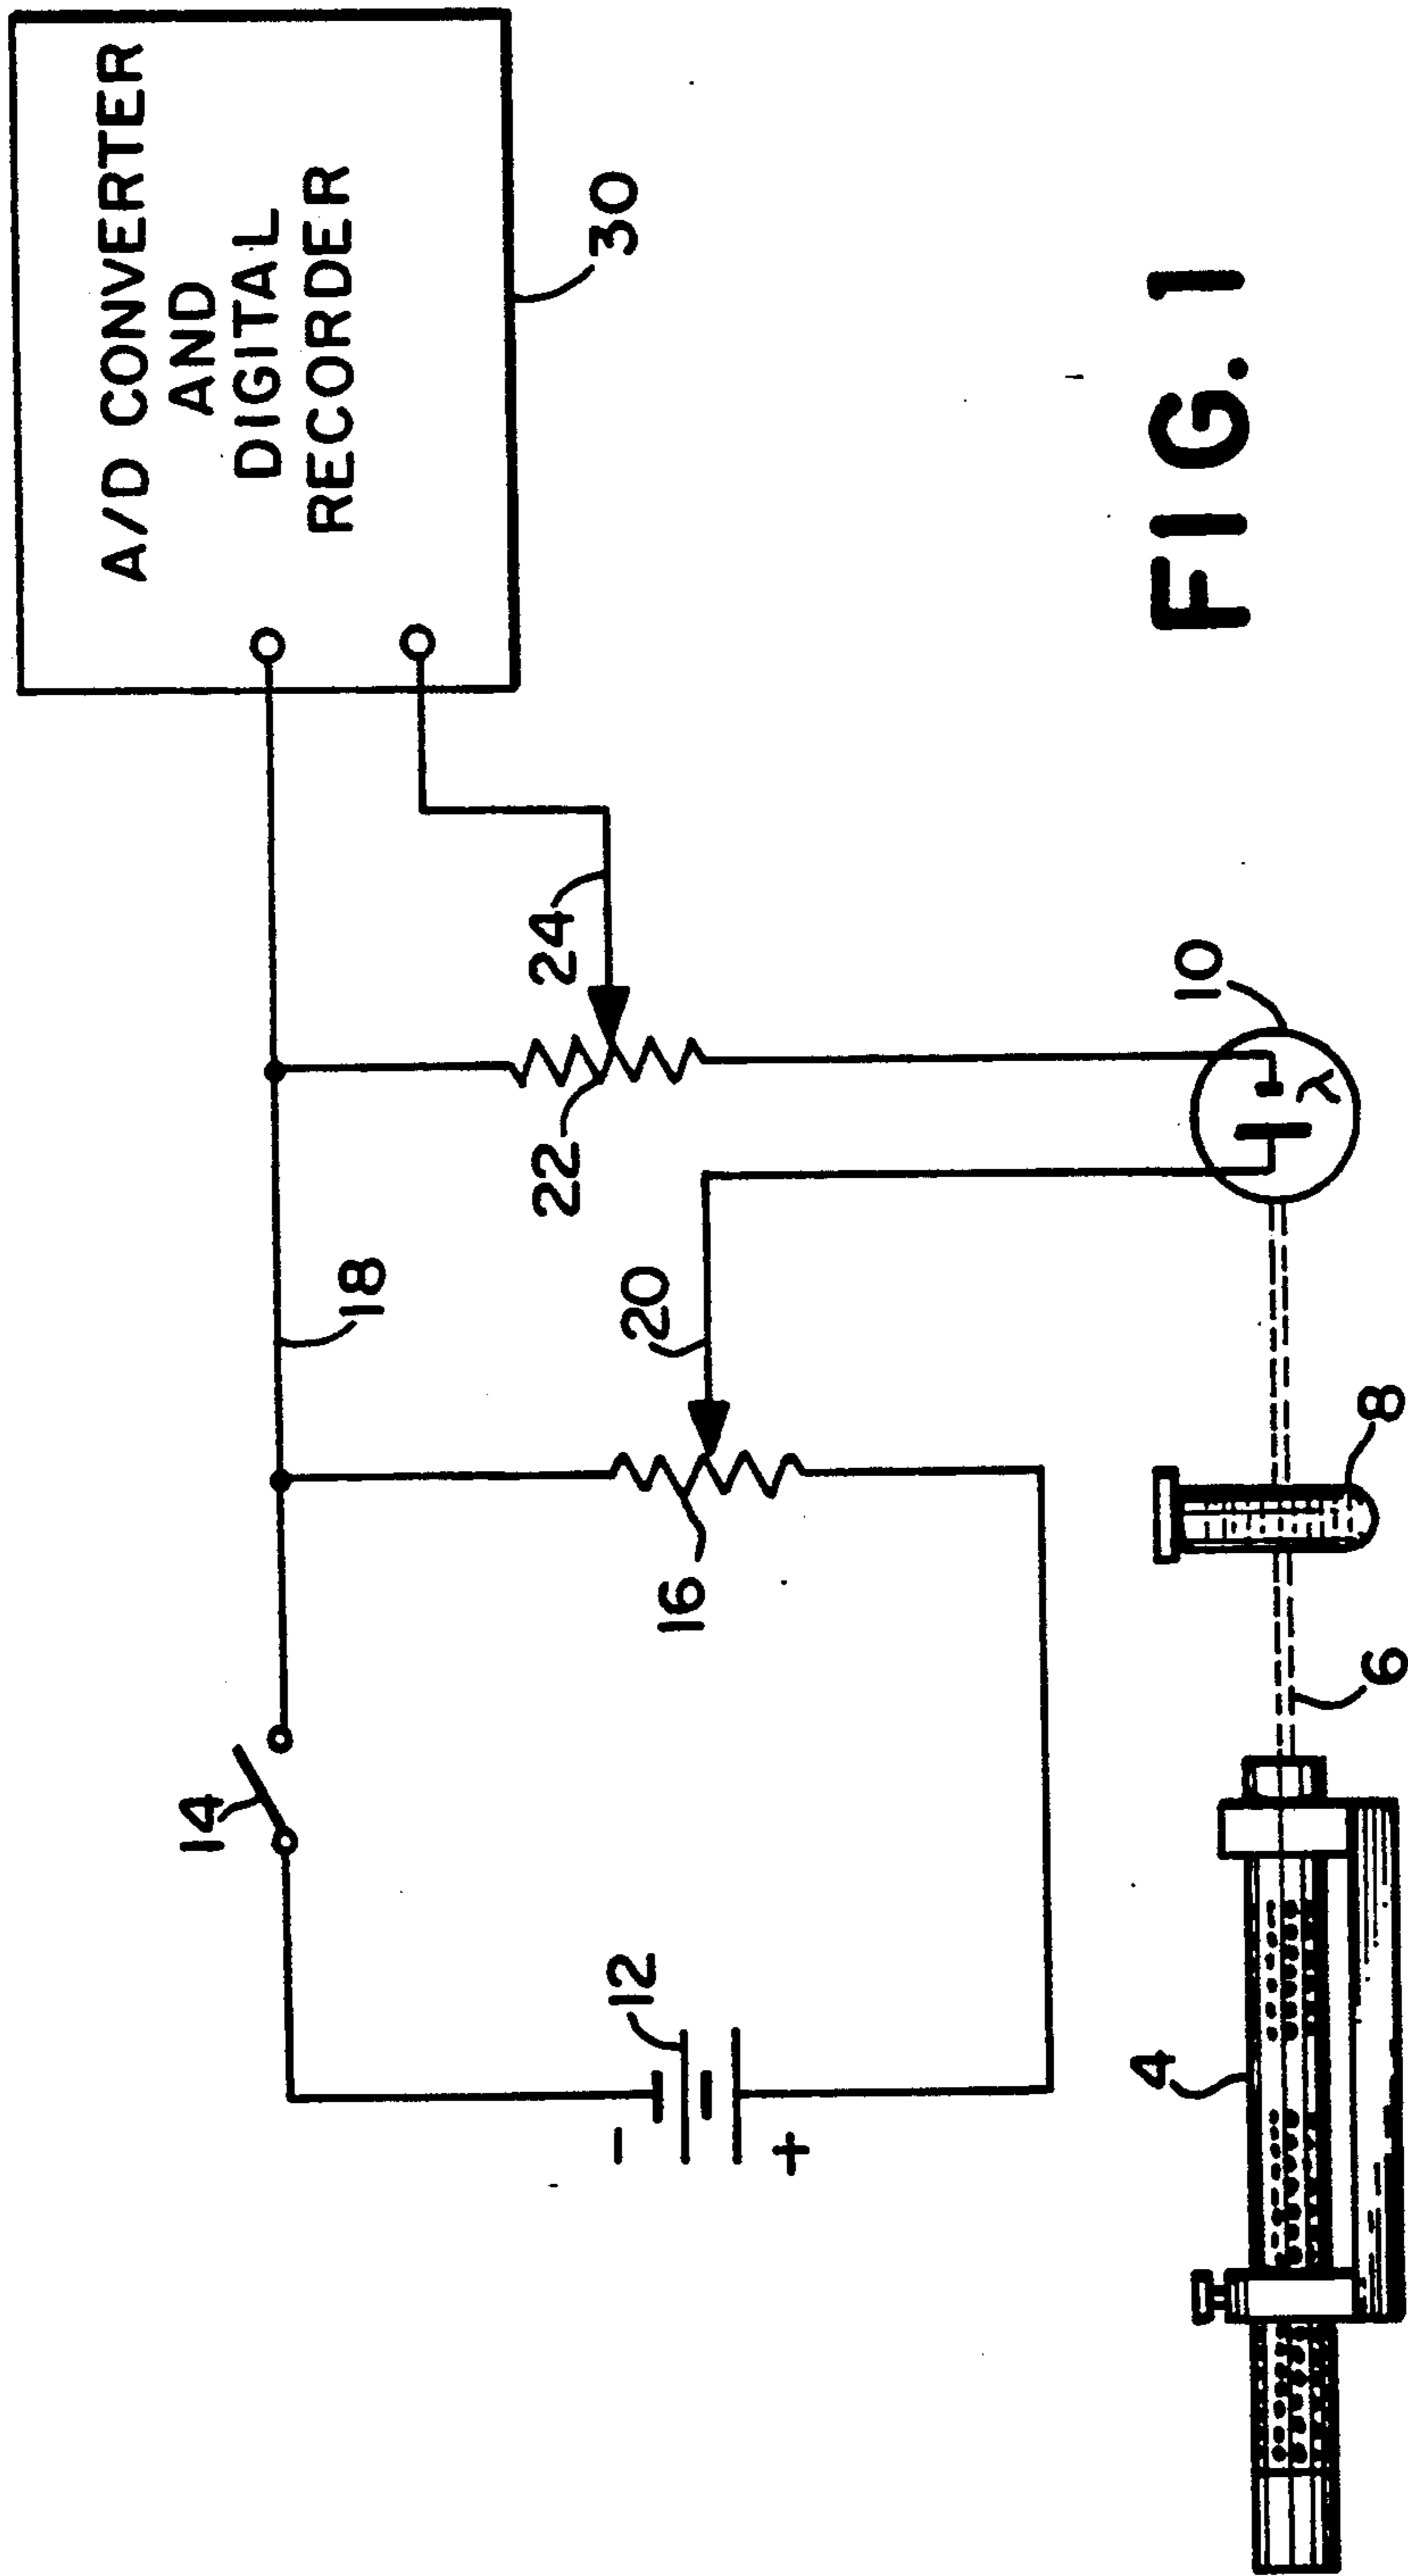 A/D CONVERTER
AND
DIGITAL
RECORDER
30
14
18
24
22
20
16
12
-
+
10
λ
8
6
4
FIG. 1